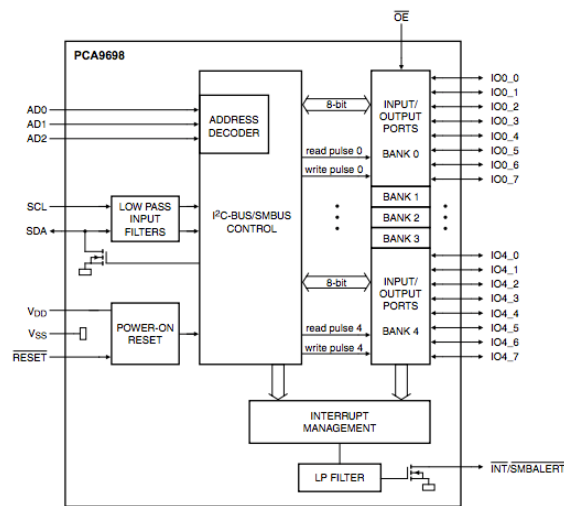 OE
PCA9698
AD0
AD1
AD2
ADDRESS
DECODER
8-bit
INPUT/
OUTPUT
PORTS
BANK 0
IO0_0
IO0_1
IO0_2
IO0_3
IO0_4
IO0_5
IO0_6
IO0_7
read pulse 0
write pulse 0
SCL
SDA
LOW PASS
INPUT
FILTERS
I²C-BUS/SMBUS
CONTROL
BANK 1
BANK 2
BANK 3
8-bit
INPUT/
OUTPUT
PORTS
BANK 4
IO4_0
IO4_1
IO4_2
IO4_3
IO4_4
IO4_5
IO4_6
IO4_7
read pulse 4
write pulse 4
VDD
VSS
RESET
POWER-ON
RESET
INTERRUPT
MANAGEMENT
LP FILTER
INT/SMBALERT